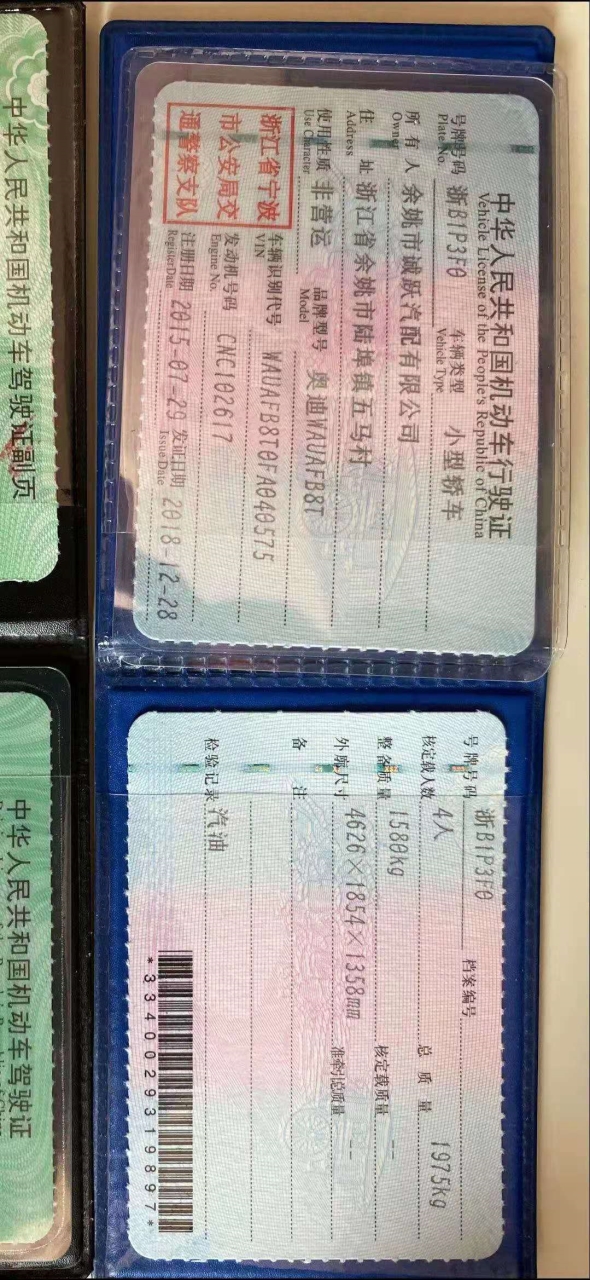 中华人民共和国机动车行驶证
Vehicle License of the People's Republic of China
号牌号码 浙B1P3F0 车辆类型 小型轿车
Plate No. Vehicle Type
所有人 余姚市诚跃汽配有限公司
Owner
住址 浙江省余姚市陆埠镇五马村
Address
使用性质 非营运 品牌型号 奥迪WAUAFB8T
Use Character Model
浙江省宁波
市公安局交
通警察支队
车辆识别代号 WAUAFB8T0FA040575
VIN
发动机号码 CNC102617
Engine No.
注册日期 2015-07-29 发证日期 2018-12-28
Register Date Issue Date
号牌号码 浙B1P3F0 档案编号
核定载人数 4人 总质量 1975kg
整备质量 1580kg 核定载质量 --
外廓尺寸 4626×1854×1358mm 准牵引总质量 --
备注
检验记录 汽油
*3340029319897*
中华人民共和国机动车驾驶证副页
中华人民共和国机动车驾驶证